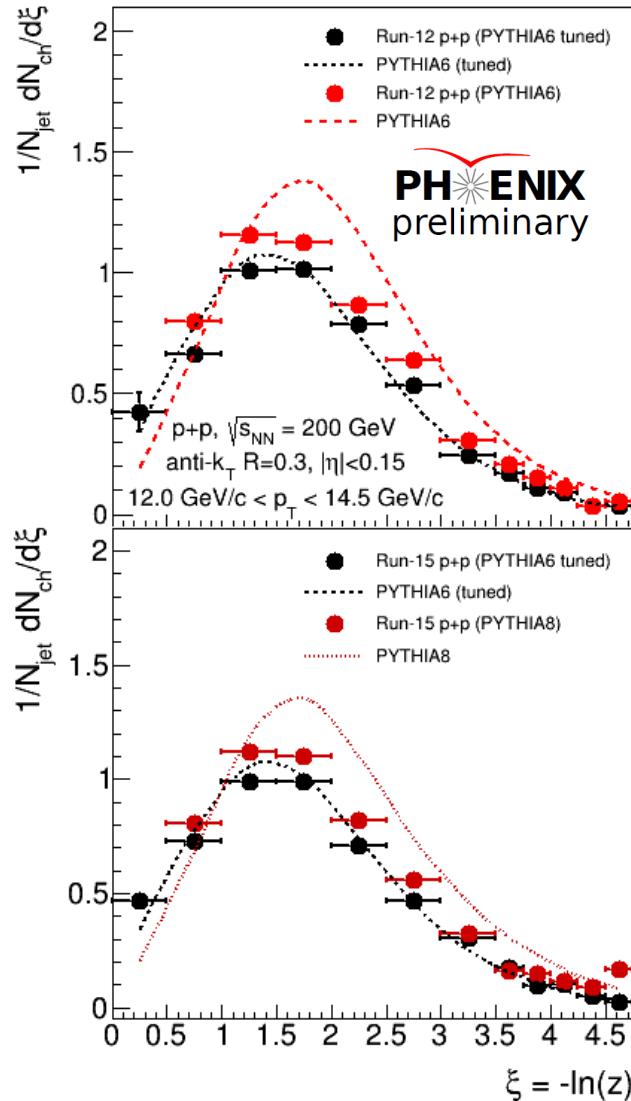 2
1.5
1
0.5
0
1/N_jet dN_ch/dξ
Run-12 p+p (PYTHIA6 tuned)
PYTHIA6 (tuned)
Run-12 p+p (PYTHIA6)
PYTHIA6
PHENIX
preliminary
p+p, √s_NN = 200 GeV
anti-k_T R=0.3, |η|<0.15
12.0 GeV/c < p_T < 14.5 GeV/c
2
1.5
1
0.5
0
1/N_jet dN_ch/dξ
Run-15 p+p (PYTHIA6 tuned)
PYTHIA6 (tuned)
Run-15 p+p (PYTHIA8)
PYTHIA8
0 0.5 1 1.5 2 2.5 3 3.5 4 4.5
ξ = -ln(z)